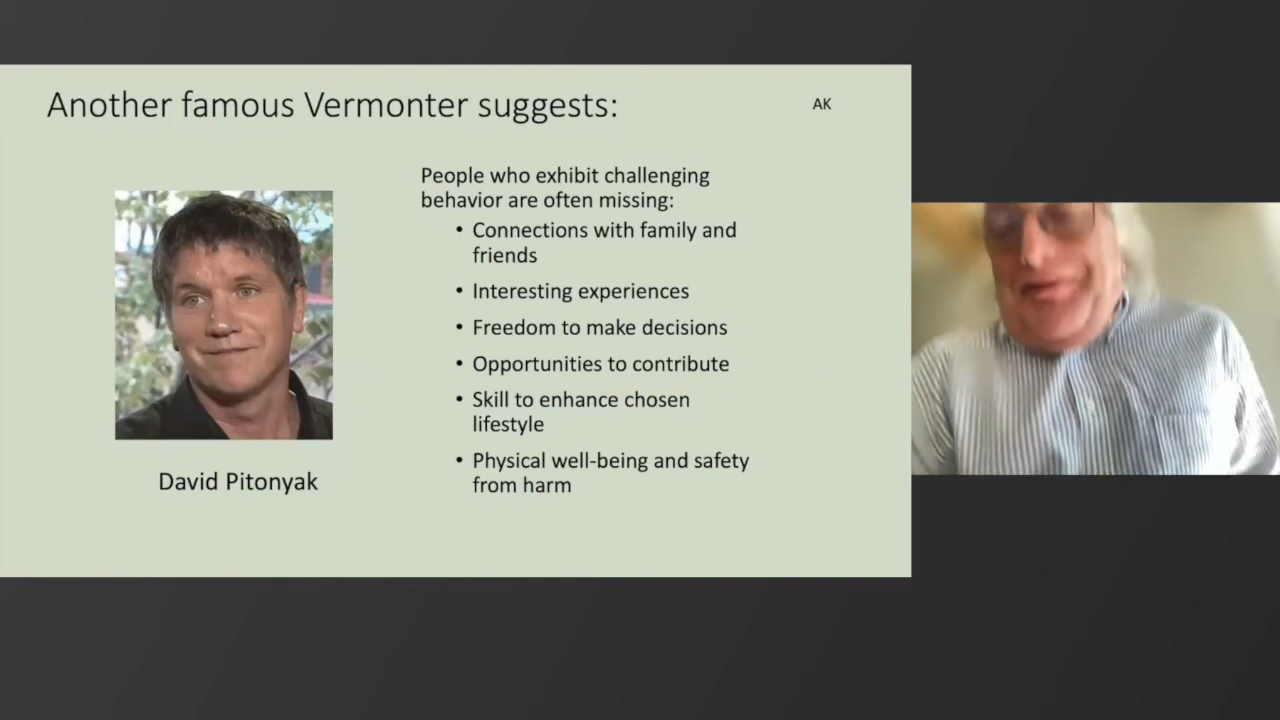 Another famous Vermonter suggests:
AK
People who exhibit challenging
behavior are often missing:
• Connections with family and
friends
• Interesting experiences
• Freedom to make decisions
• Opportunities to contribute
• Skill to enhance chosen
lifestyle
• Physical well-being and safety
from harm
David Pitonyak